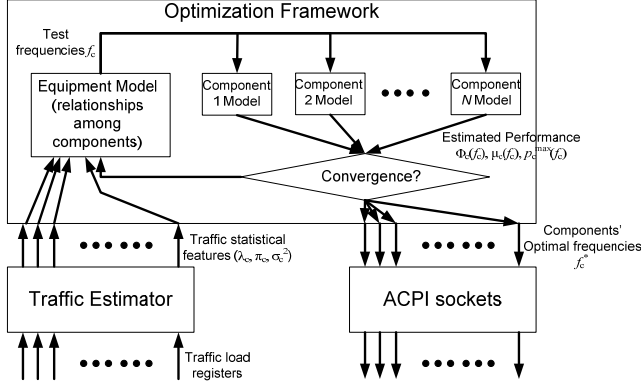 Optimization Framework
Test
frequencies fc
Equipment Model
(relationships
among
components)
Component
1 Model
Component
2 Model
Component
N Model
Estimated Performance
Φc(fc), μc(fc), pc^max(fc)
Convergence?
Traffic statistical
features (λc, πc, σc²)
Components'
Optimal frequencies
fc*
Traffic Estimator
ACPI sockets
Traffic load
registers